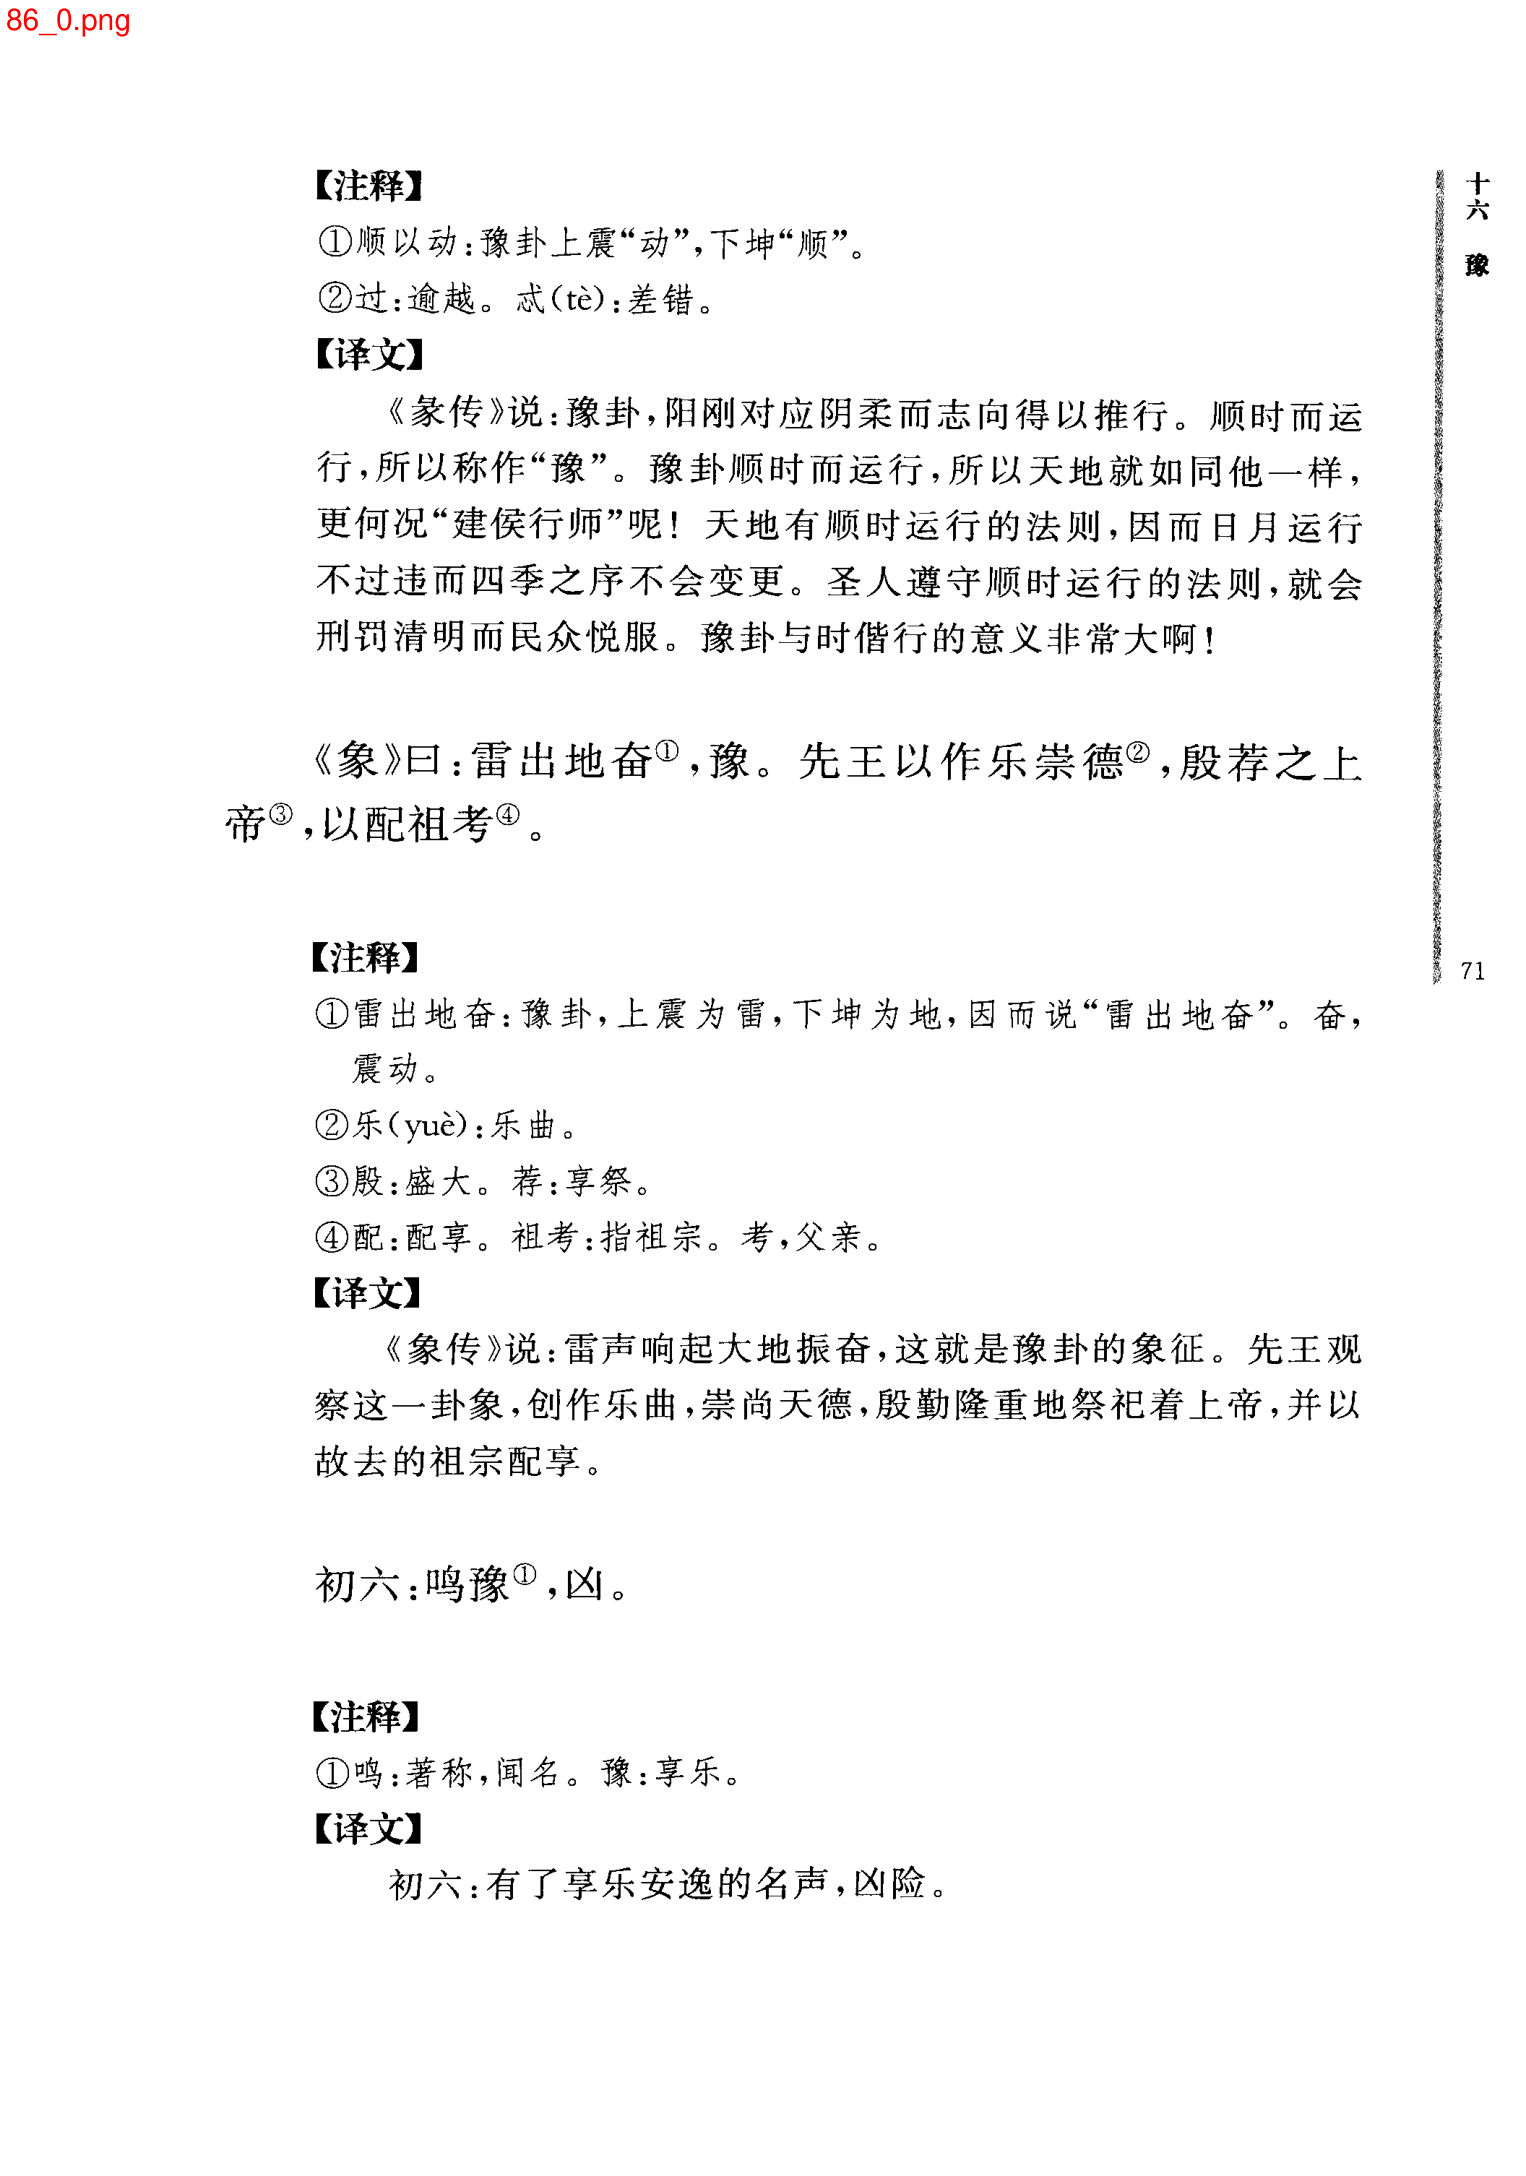 86_0.png
【注释】
①顺以动:豫卦上震“动”,下坤“顺”。
②过:逾越。忒(tè):差错。
【译文】
《彖传》说:豫卦,阳刚对应阴柔而志向得以推行。顺时而运
行,所以称作“豫”。豫卦顺时而运行,所以天地就如同他一样,
更何况“建侯行师”呢!天地有顺时运行的法则,因而日月运行
不过违而四季之序不会变更。圣人遵守顺时运行的法则,就会
刑罚清明而民众悦服。豫卦与时偕行的意义非常大啊!
《象》曰:雷出地奋①,豫。先王以作乐崇德②,殷荐之上
帝③,以配祖考④。
【注释】
①雷出地奋:豫卦,上震为雷,下坤为地,因而说“雷出地奋”。奋,
震动。
②乐(yuè):乐曲。
③殷:盛大。荐:享祭。
④配:配享。祖考:指祖宗。考,父亲。
【译文】
《象传》说:雷声响起大地振奋,这就是豫卦的象征。先王观
察这一卦象,创作乐曲,崇尚天德,殷勤隆重地祭祀着上帝,并以
故去的祖宗配享。
初六:鸣豫①,凶。
【注释】
①鸣:著称,闻名。豫:享乐。
【译文】
初六:有了享乐安逸的名声,凶险。
十六 豫
71